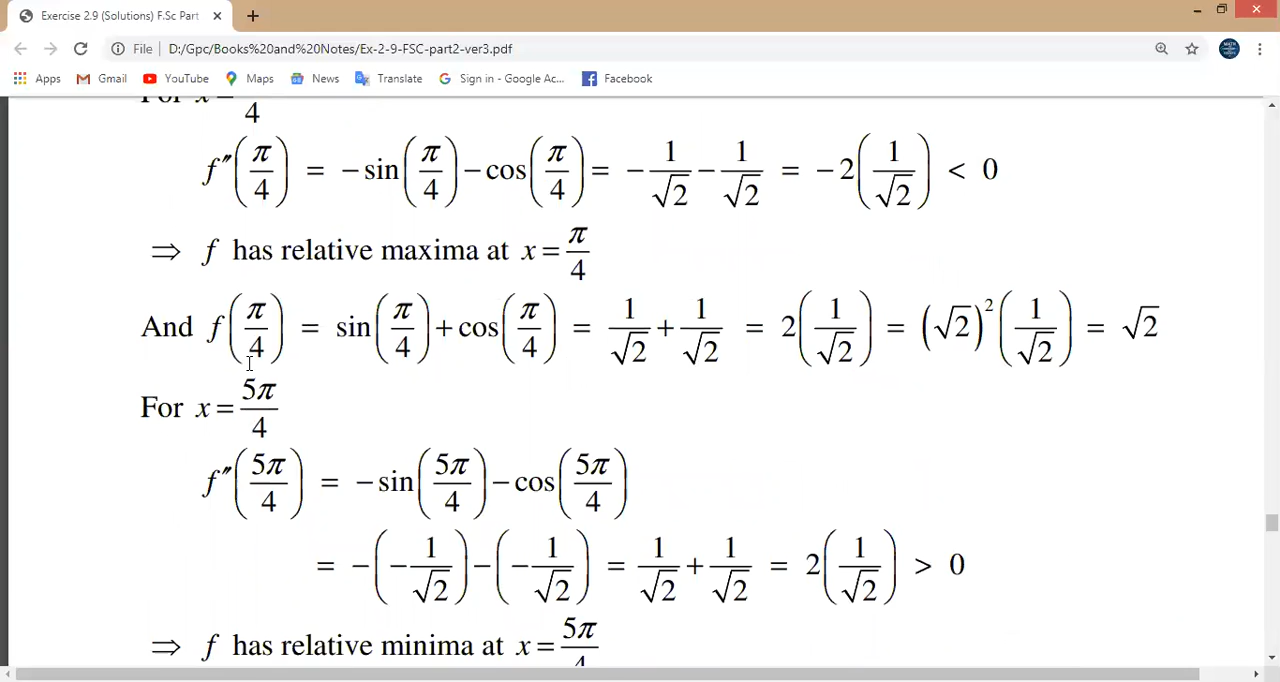 Exercise 2.9 (Solutions) F.Sc Part
File | D:/Gpc/Books%20and%20Notes/Ex-2-9-FSC-part2-ver3.pdf
Apps Gmail YouTube Maps News Translate Sign in - Google Ac... Facebook
For x = /4
f″(π/4) = −sin(π/4) − cos(π/4) = −1/√2 − 1/√2 = −2(1/√2) < 0
⇒ f has relative maxima at x = π/4
And f(π/4) = sin(π/4) + cos(π/4) = 1/√2 + 1/√2 = 2(1/√2) = (√2)²(1/√2) = √2
For x = 5π/4
f″(5π/4) = −sin(5π/4) − cos(5π/4)
= −(−1/√2) − (−1/√2) = 1/√2 + 1/√2 = 2(1/√2) > 0
⇒ f has relative minima at x = 5π/4